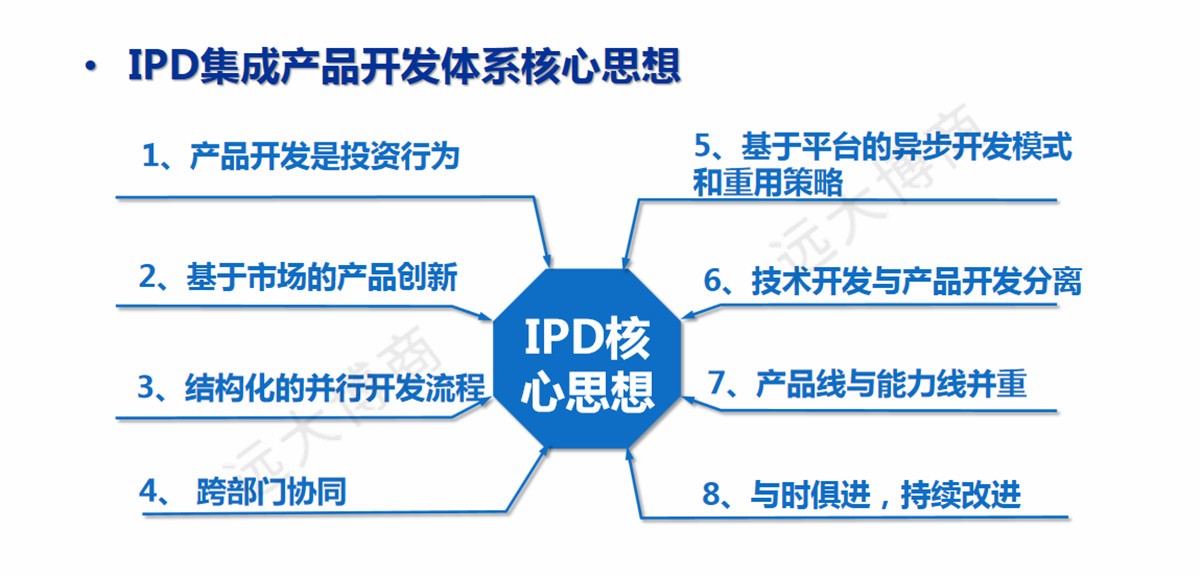 • IPD集成产品开发体系核心思想
1、产品开发是投资行为
2、基于市场的产品创新
3、结构化的并行开发流程
4、 跨部门协同
IPD核
心思想
5、基于平台的异步开发模式
和重用策略
6、技术开发与产品开发分离
7、产品线与能力线并重
8、与时俱进，持续改进
远大博商
远大博商